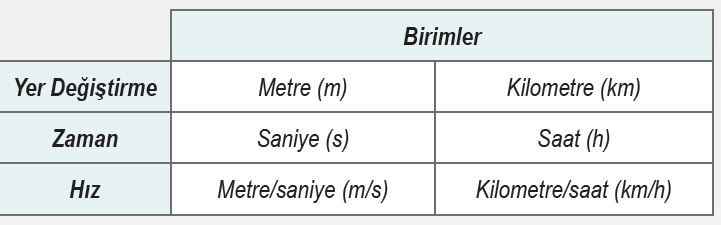 Birimler
Yer Değiştirme Metre (m) Kilometre (km)
Zaman Saniye (s) Saat (h)
Hız Metre/saniye (m/s) Kilometre/saat (km/h)